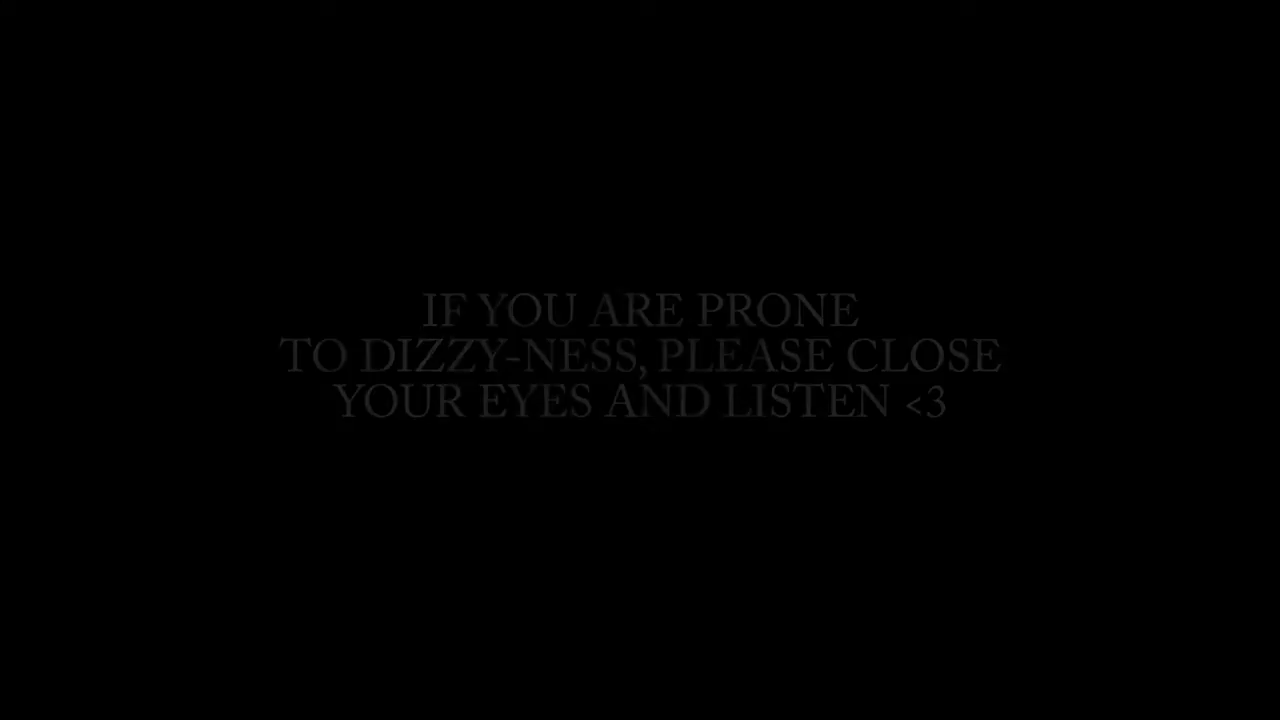 IF YOU ARE PRONE
TO DIZZY-NESS, PLEASE CLOSE
YOUR EYES AND LISTEN <3